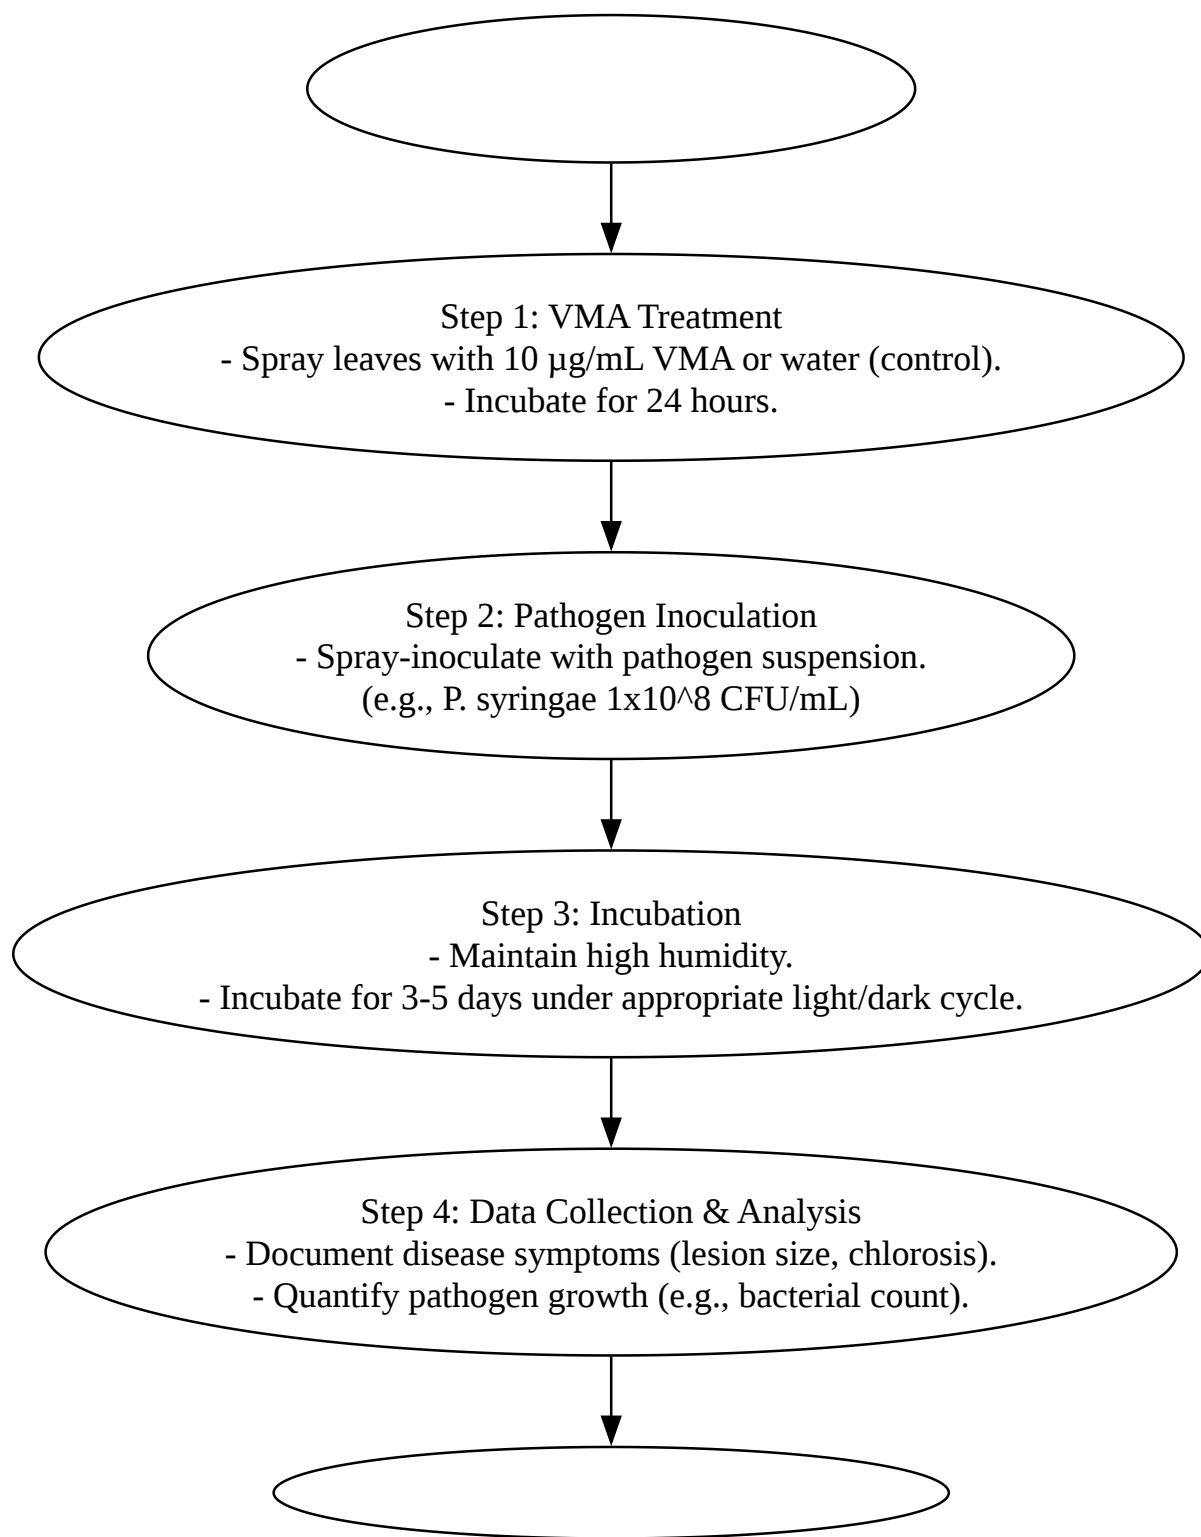 Step 1: VMA Treatment
- Spray leaves with 10 µg/mL VMA or water (control).
- Incubate for 24 hours.
Step 2: Pathogen Inoculation
- Spray-inoculate with pathogen suspension.
(e.g., P. syringae 1x10^8 CFU/mL)
Step 3: Incubation
- Maintain high humidity.
- Incubate for 3-5 days under appropriate light/dark cycle.
Step 4: Data Collection & Analysis
- Document disease symptoms (lesion size, chlorosis).
- Quantify pathogen growth (e.g., bacterial count).